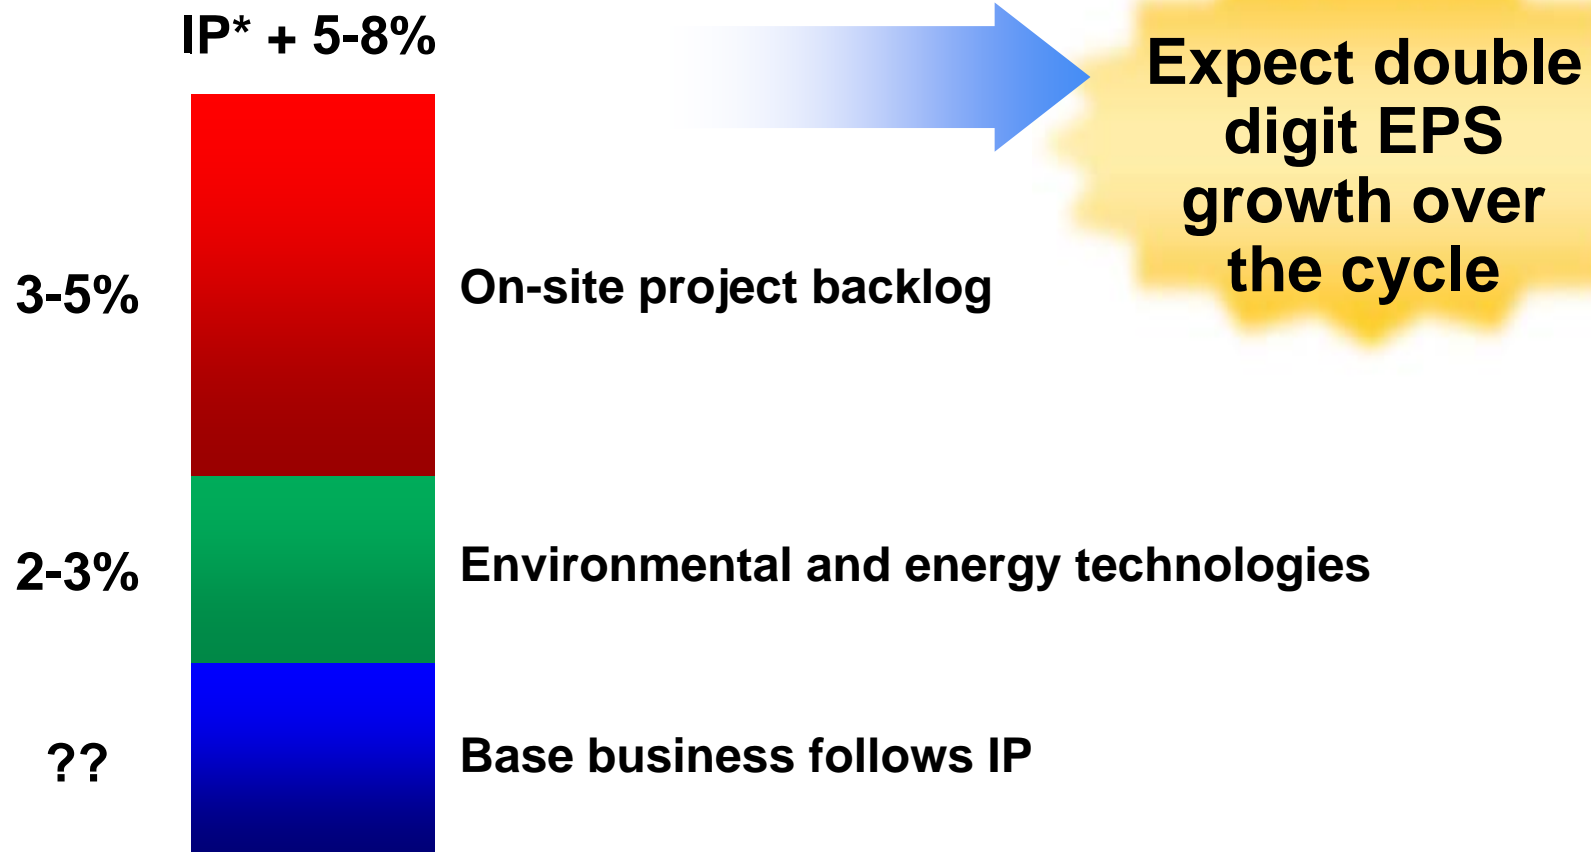 IP* + 5-8%
Expect double
digit EPS
growth over
the cycle
3-5%
On-site project backlog
2-3%
Environmental and energy technologies
??
Base business follows IP